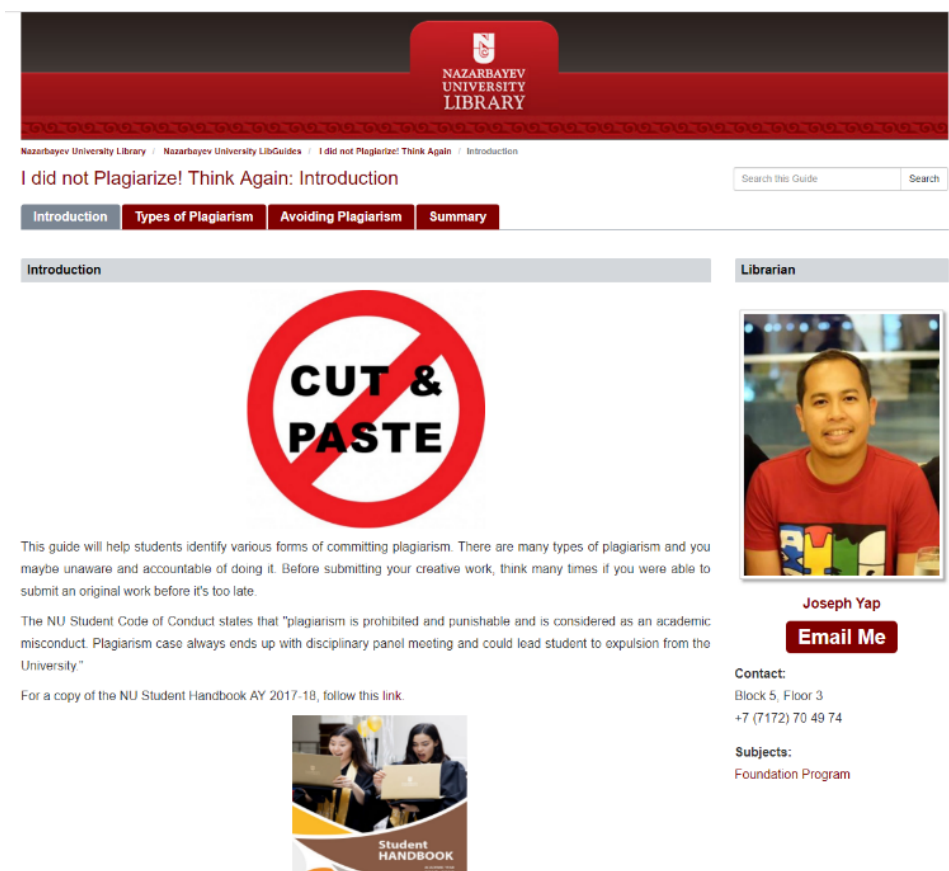 NAZARBAYEV
UNIVERSITY
LIBRARY
Nazarbayev University Library / Nazarbayev University LibGuides / I did not Plagiarize! Think Again / Introduction
I did not Plagiarize! Think Again: Introduction
Search this Guide Search
Introduction Types of Plagiarism Avoiding Plagiarism Summary
Introduction
CUT &
PASTE
This guide will help students identify various forms of committing plagiarism. There are many types of plagiarism and you
maybe unaware and accountable of doing it. Before submitting your creative work, think many times if you were able to
submit an original work before it's too late.
The NU Student Code of Conduct states that "plagiarism is prohibited and punishable and is considered as an academic
misconduct. Plagiarism case always ends up with disciplinary panel meeting and could lead student to expulsion from the
University."
For a copy of the NU Student Handbook AY 2017-18, follow this link.
Student
HANDBOOK
Librarian
Joseph Yap
Email Me
Contact:
Block 5, Floor 3
+7 (7172) 70 49 74
Subjects:
Foundation Program